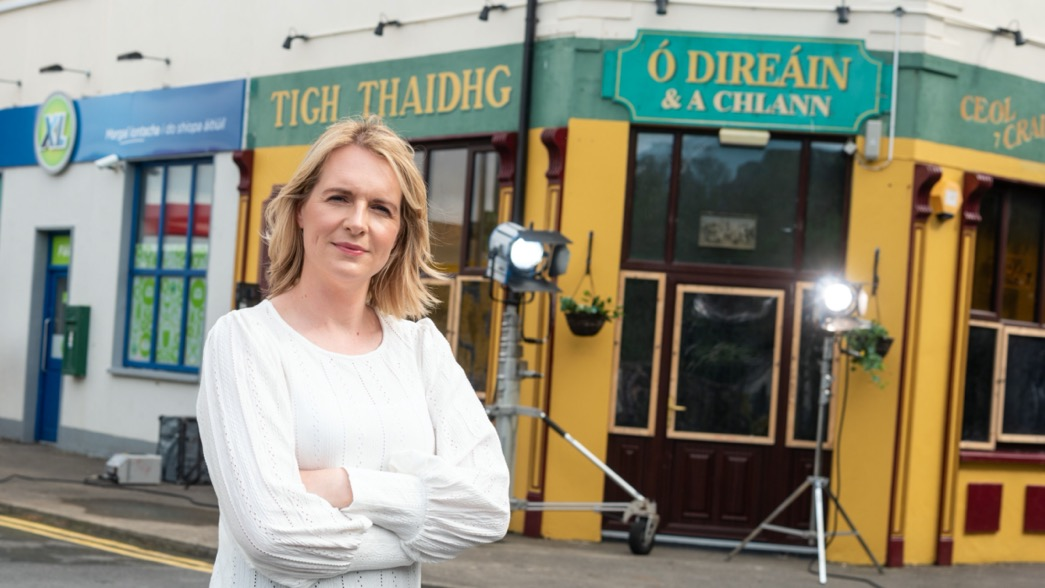 XL
TIGH THAIDHG
Ó DIREÁIN
& A CHLANN
CEOL